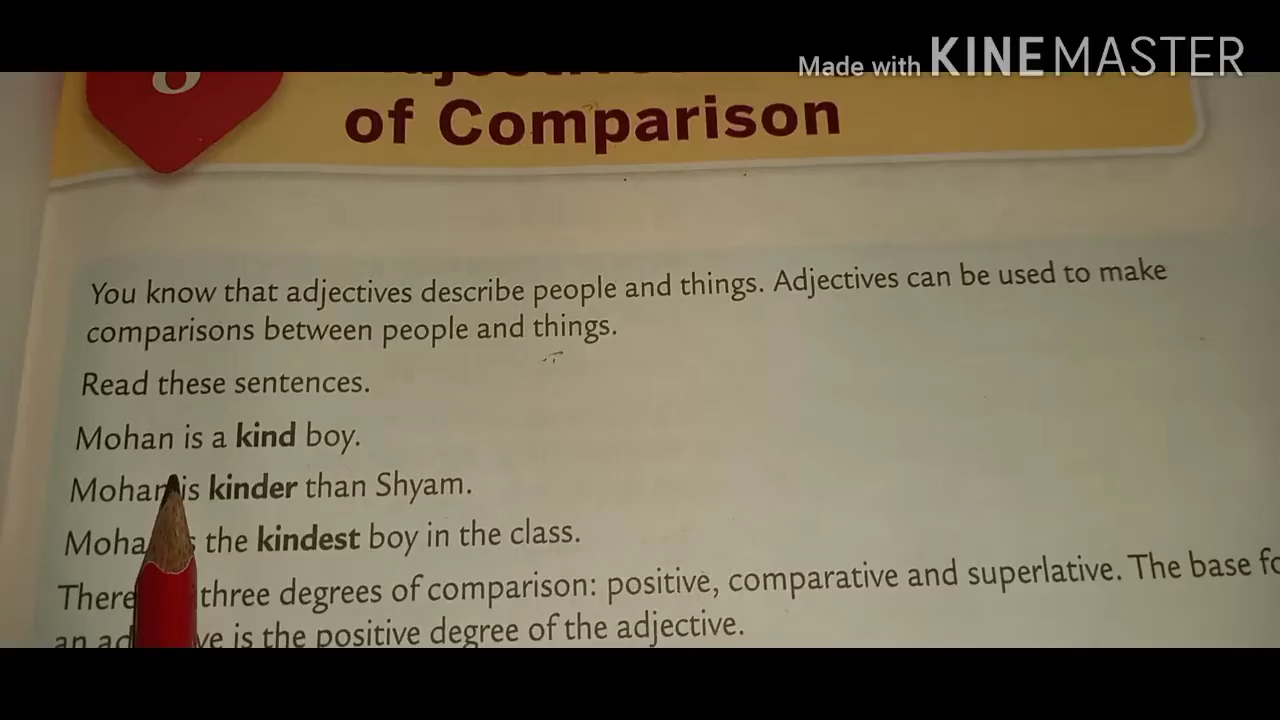 Made with KINEMASTER
8
of Comparison
You know that adjectives describe people and things. Adjectives can be used to make
comparisons between people and things.
Read these sentences.
Mohan is a kind boy.
Mohan is kinder than Shyam.
the kindest boy in the class.
There three degrees of comparison: positive, comparative and superlative. The base
an is the positive degree of the adjective.